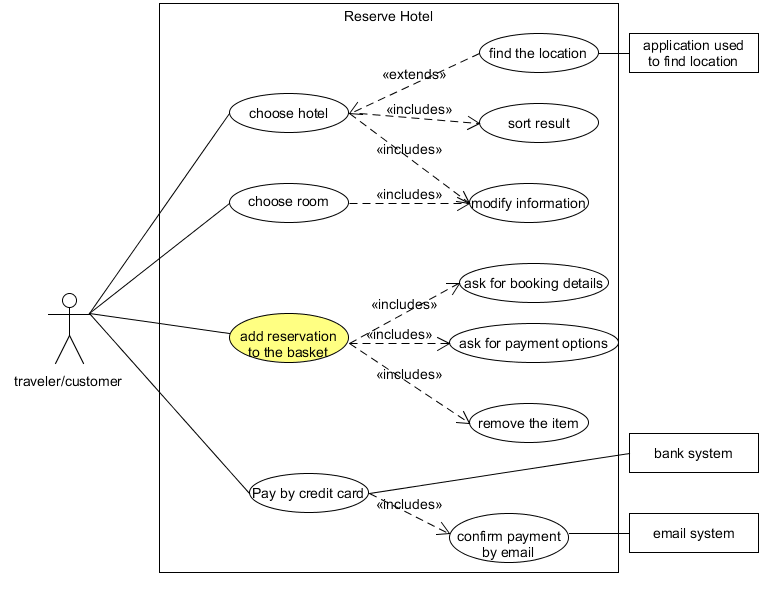 Reserve Hotel
find the location
application used
to find location
«extends»
choose hotel
«includes»
sort result
«includes»
choose room
«includes»
modify information
ask for booking details
«includes»
add reservation
to the basket
«includes»
ask for payment options
traveler/customer
«includes»
remove the item
bank system
Pay by credit card
«includes»
confirm payment
by email
email system